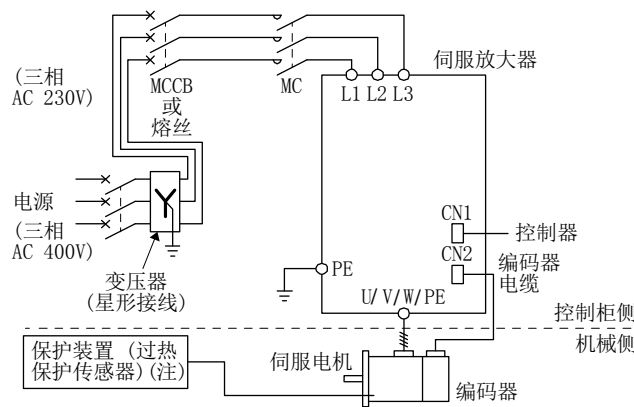 (三相
AC 230V)
MCCB
或
熔丝
MC
伺服放大器
L1 L2 L3
电源
(三相
AC 400V)
变压器
(星形接线)
PE
CN1
控制器
CN2
编码器
电缆
U/V/W/PE
控制柜侧
机械侧
保护装置 (过热
保护传感器)(注)
伺服电机
编码器